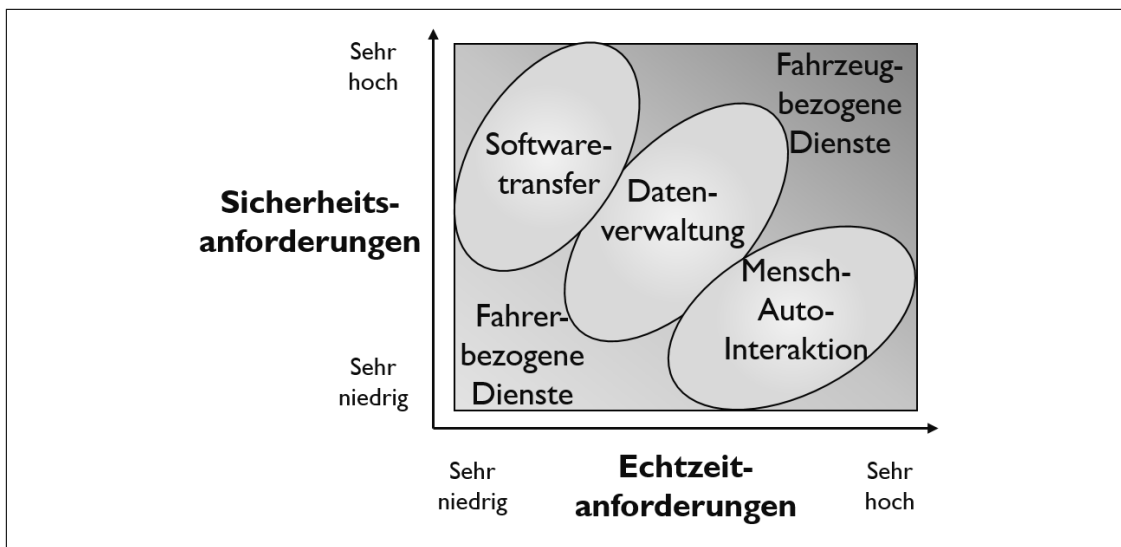 Sehr
hoch
Sicherheits-
anforderungen
Sehr
niedrig
Software-
transfer
Daten-
verwaltung
Mensch-
Auto-
Interaktion
Fahrzeug-
bezogene
Dienste
Fahrer-
bezogene
Dienste
Sehr
niedrig
Echtzeit-
anforderungen
Sehr
hoch